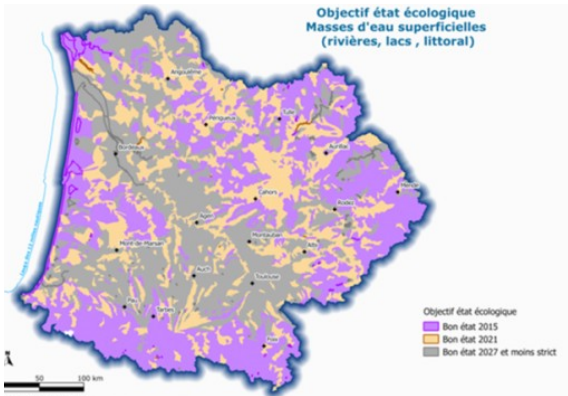 Objectif état écologique
Masses d'eau superficielles
(rivières, lacs , littoral)
Angoulême
Périgueux
Tulle
Aurillac
Bordeaux
Mende
Cahors
Rodez
Agen
Montauban
Albi
Mont de Marsan
Auch
Toulouse
Pau
Tarbes
Foix
Objectif état écologique
Bon état 2015
Bon état 2021
Bon état 2027 et moins strict
50 100 km